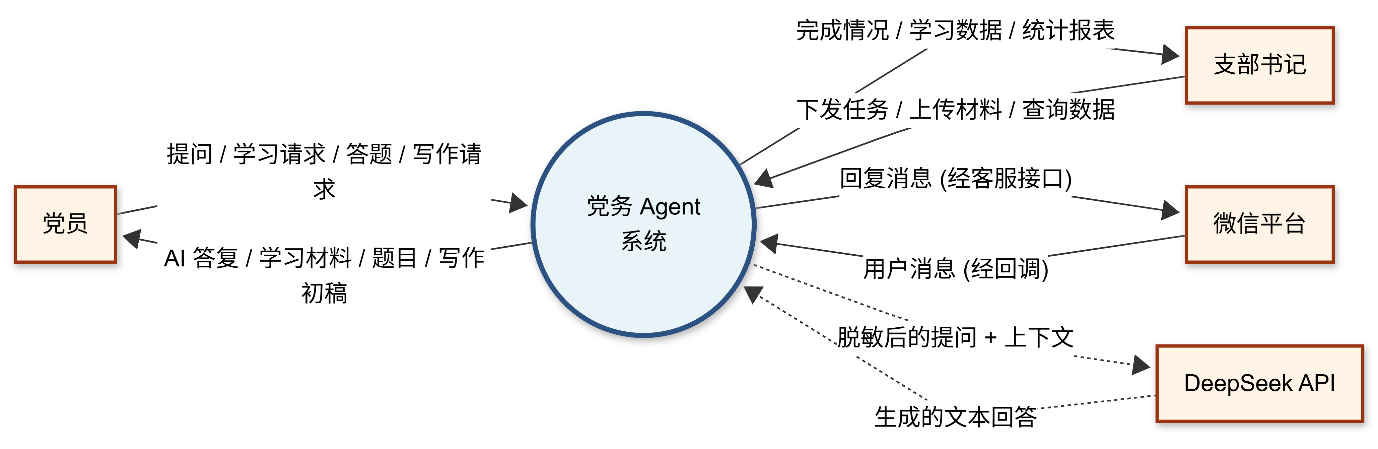 完成情况 / 学习数据 / 统计报表
支部书记
下发任务 / 上传材料 / 查询数据
提问 / 学习请求 / 答题 / 写作请
求
回复消息 (经客服接口)
党员
党务 Agent
系统
微信平台
AI 答复 / 学习材料 / 题目 / 写作
初稿
用户消息 (经回调)
脱敏后的提问 + 上下文
DeepSeek API
生成的文本回答